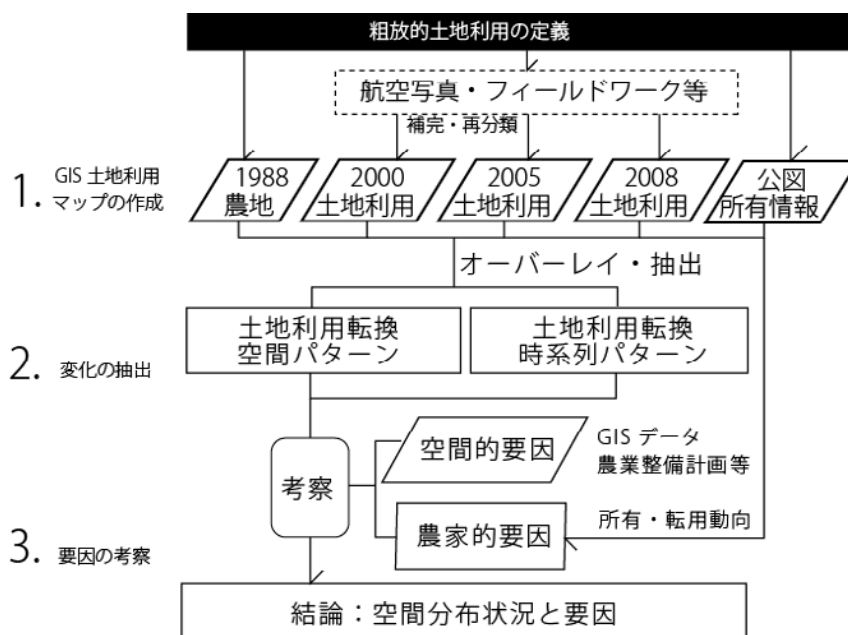 粗放的土地利用の定義
航空写真・フィールドワーク等
補完・再分類
1. GIS 土地利用
マップの作成
1988
農地
2000
土地利用
2005
土地利用
2008
土地利用
公図
所有情報
オーバーレイ・抽出
2. 変化の抽出
土地利用転換
空間パターン
土地利用転換
時系列パターン
考察
空間的要因
GIS データ
農業整備計画等
農家的要因
所有・転用動向
3. 要因の考察
結論：空間分布状況と要因